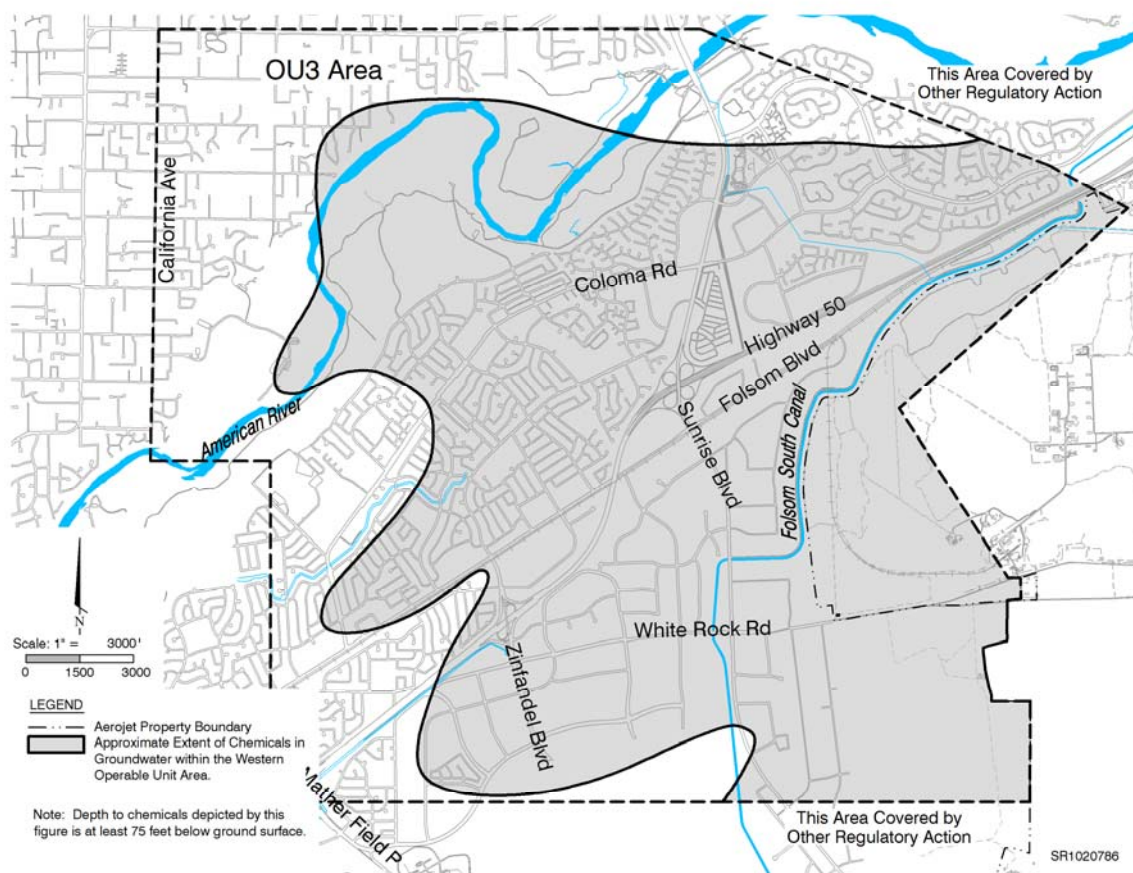 OU3 Area
This Area Covered by
Other Regulatory Action
California Ave
Coloma Rd
Highway 50
Folsom Blvd
American River
Sunrise Blvd
Folsom South Canal
N
Scale: 1" = 3000'
0 1500 3000
White Rock Rd
Zinfandel Blvd
LEGEND
Aerojet Property Boundary
Approximate Extent of Chemicals in
Groundwater within the Western
Operable Unit Area.
Mather Field P
Note: Depth to chemicals depicted by this
figure is at least 75 feet below ground surface.
This Area Covered by
Other Regulatory Action
SR1020786